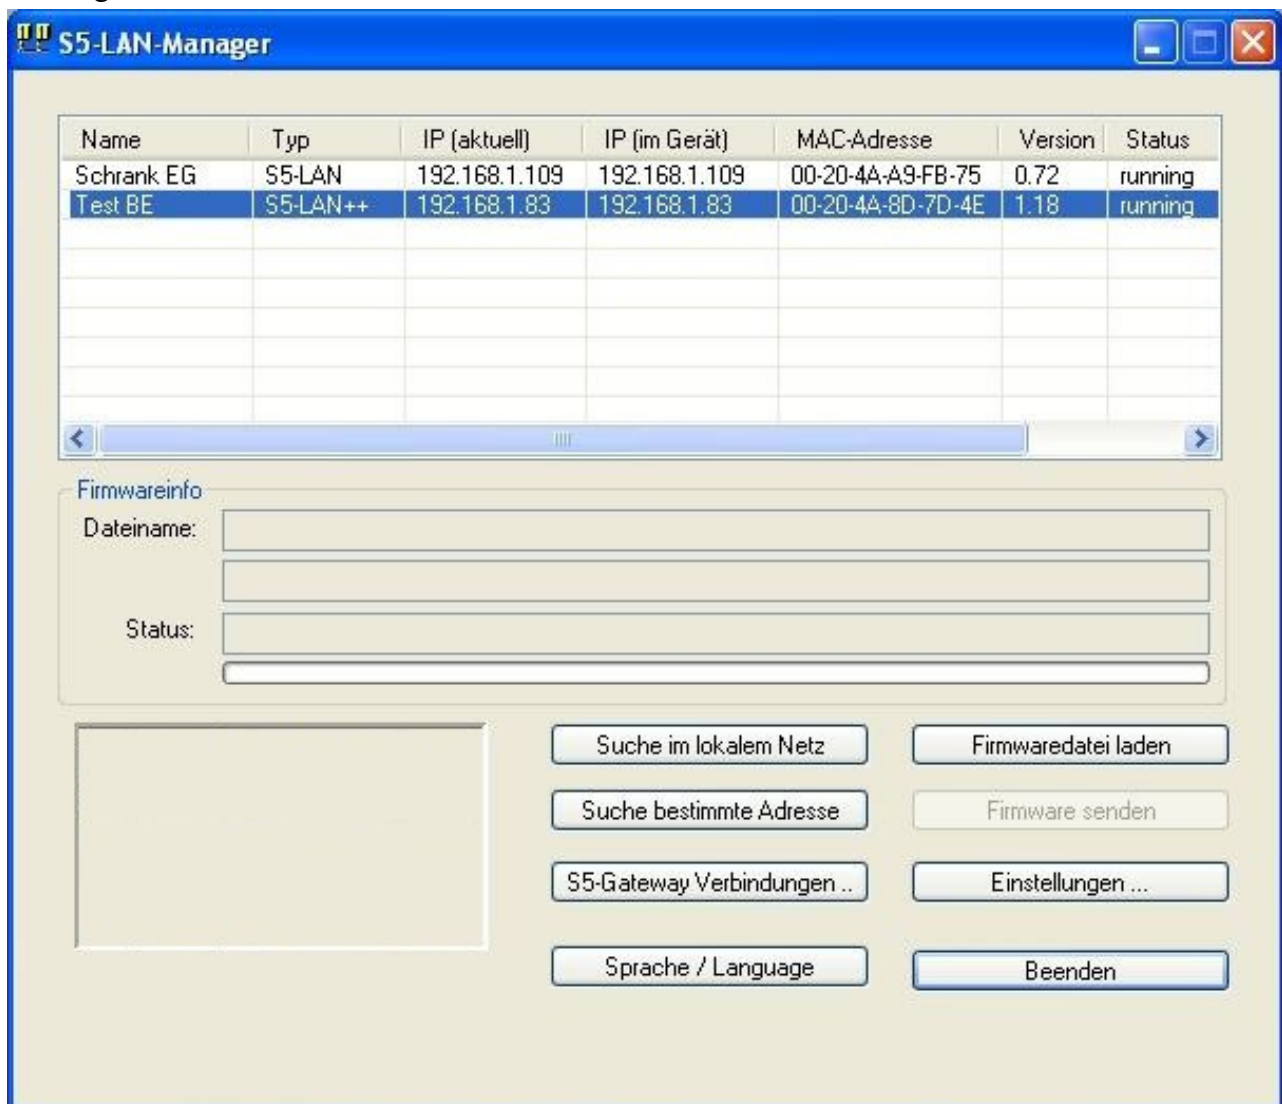 S5-LAN-Manager
Name Typ IP (aktuell) IP (im Gerät) MAC-Adresse Version Status
Schrank EG S5-LAN 192.168.1.109 192.168.1.109 00-20-4A-A9-FB-75 0.72 running
Test BE S5-LAN++ 192.168.1.83 192.168.1.83 00-20-4A-8D-7D-4E 1.18 running
Firmwareinfo
Dateiname:
Status:
Suche im lokalem Netz Firmwaredatei laden
Suche bestimmte Adresse Firmware senden
S5-Gateway Verbindungen .. Einstellungen ...
Sprache / Language Beenden